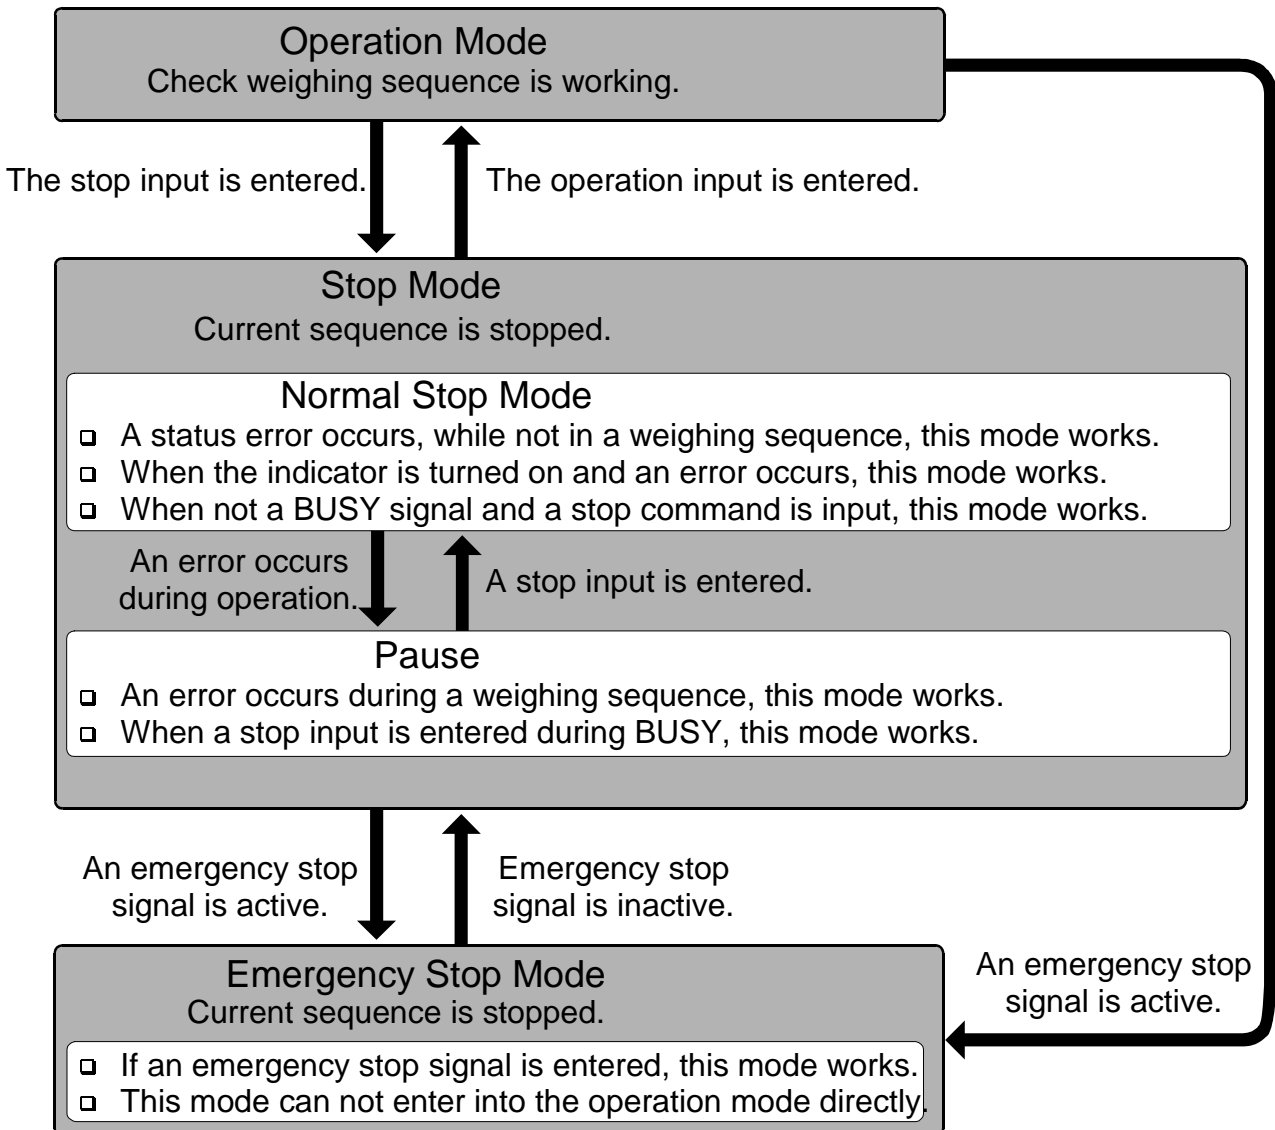 Operation Mode
Check weighing sequence is working.
The stop input is entered.
The operation input is entered.
Stop Mode
Current sequence is stopped.
Normal Stop Mode
A status error occurs, while not in a weighing sequence, this mode works.
When the indicator is turned on and an error occurs, this mode works.
When not a BUSY signal and a stop command is input, this mode works.
An error occurs
during operation.
A stop input is entered.
Pause
An error occurs during a weighing sequence, this mode works.
When a stop input is entered during BUSY, this mode works.
An emergency stop
signal is active.
Emergency stop
signal is inactive.
Emergency Stop Mode
Current sequence is stopped.
An emergency stop
signal is active.
If an emergency stop signal is entered, this mode works.
This mode can not enter into the operation mode directly.